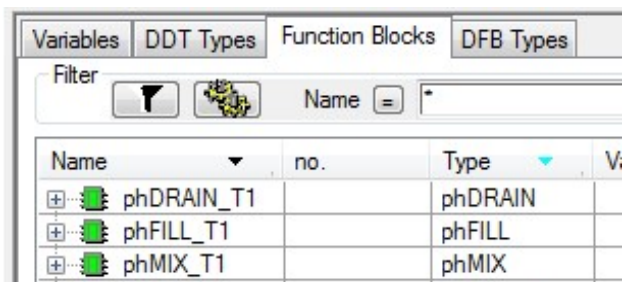 Variables DDT Types Function Blocks DFB Types
Filter
Name = *
Name no. Type
phDRAIN_T1 phDRAIN
phFILL_T1 phFILL
phMIX_T1 phMIX